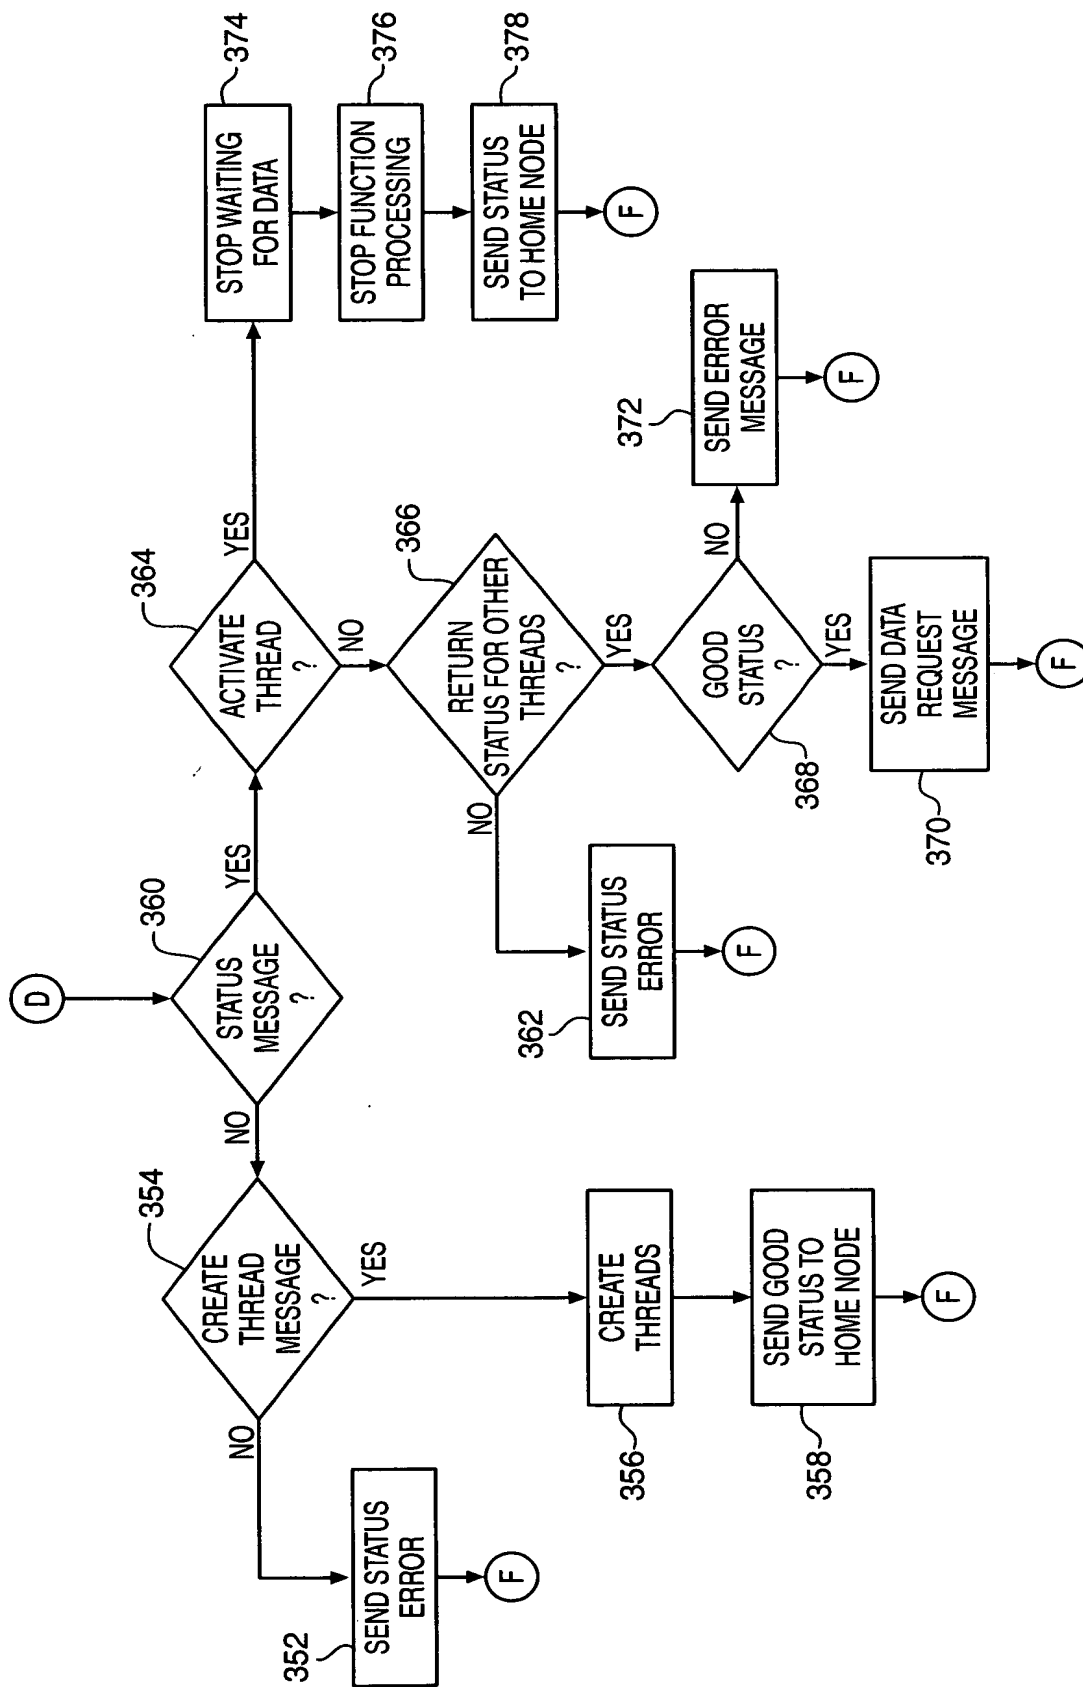 D
360
STATUS
MESSAGE
?
NO
YES
354
CREATE
THREAD
MESSAGE
?
NO
YES
352
SEND STATUS
ERROR
F
356
CREATE
THREADS
358
SEND GOOD
STATUS TO
HOME NODE
F
364
ACTIVATE
THREAD
?
YES
NO
374
STOP WAITING
FOR DATA
376
STOP FUNCTION
PROCESSING
378
SEND STATUS
TO HOME NODE
F
366
RETURN
STATUS FOR OTHER
THREADS
?
NO
YES
362
SEND STATUS
ERROR
F
368
GOOD
STATUS
?
NO
YES
372
SEND ERROR
MESSAGE
F
370
SEND DATA
REQUEST
MESSAGE
F